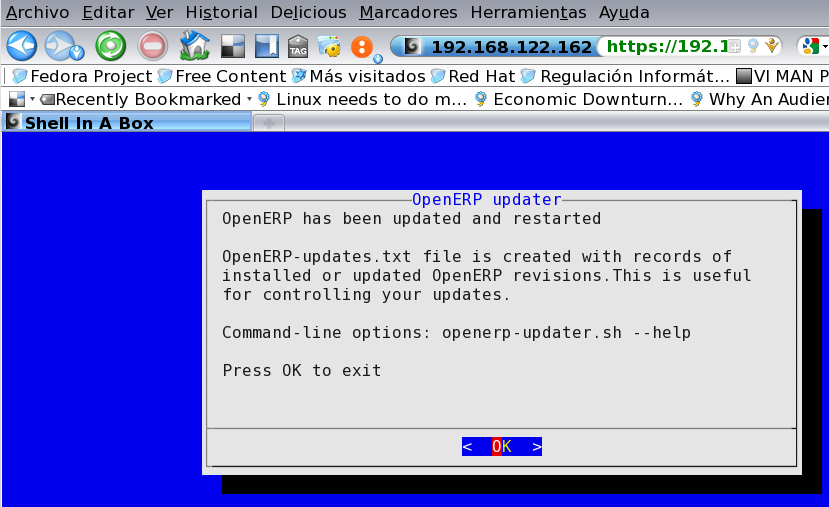 Archivo Editar Ver Historial Delicious Marcadores Herramientas Ayuda
TAG 192.168.122.162 https://192.1
Fedora Project Free Content Más visitados Red Hat Regulación Informát... VI MAN P
Recently Bookmarked Linux needs to do m... Economic Downturn... Why An Audie
Shell In A Box
OpenERP updater
OpenERP has been updated and restarted
OpenERP-updates.txt file is created with records of
installed or updated OpenERP revisions.This is useful
for controlling your updates.
Command-line options: openerp-updater.sh --help
Press OK to exit
< OK >